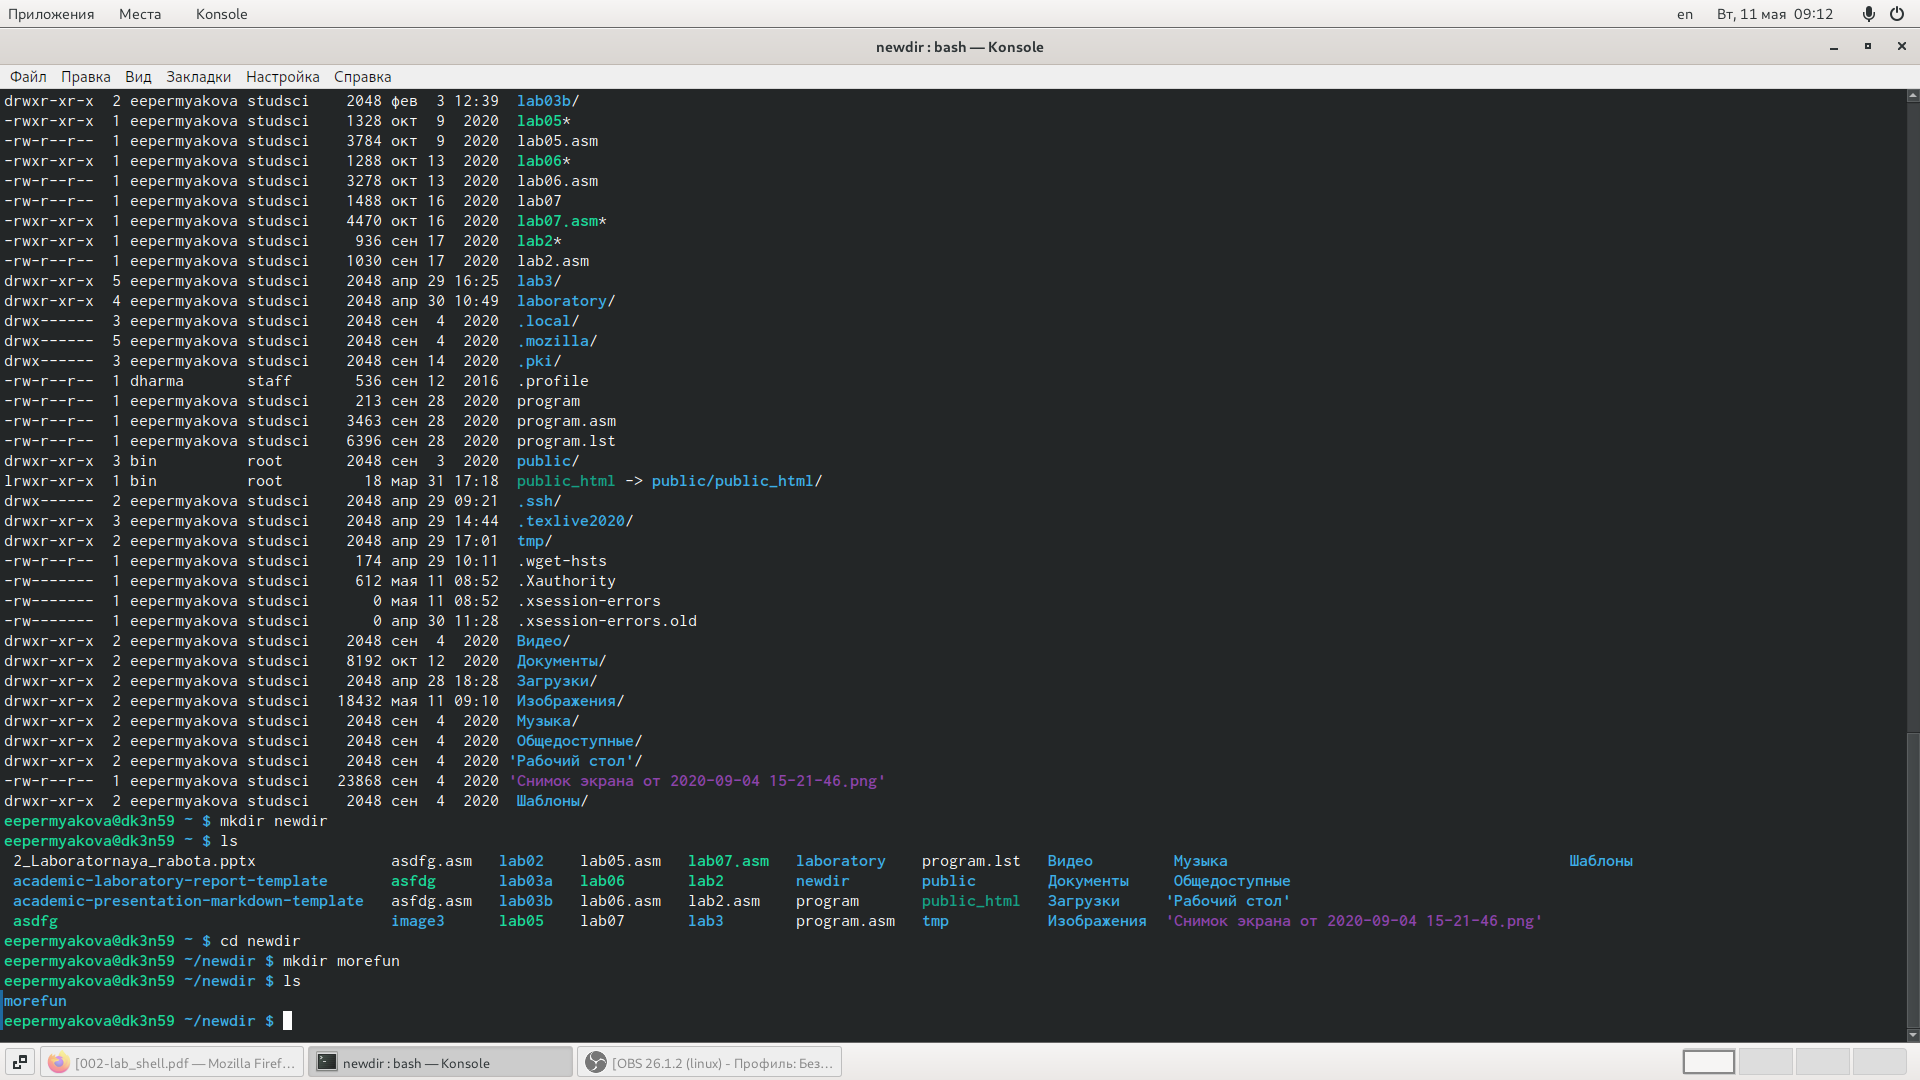 Приложения Места Konsole en Вт, 11 мая 09:12
newdir : bash — Konsole
Файл Правка Вид Закладки Настройка Справка
drwxr-xr-x 2 eepermyakova studsci 2048 фев 3 12:39 lab03b/
-rwxr-xr-x 1 eepermyakova studsci 1328 окт 9 2020 lab05*
-rw-r--r-- 1 eepermyakova studsci 3784 окт 9 2020 lab05.asm
-rwxr-xr-x 1 eepermyakova studsci 1288 окт 13 2020 lab06*
-rw-r--r-- 1 eepermyakova studsci 3278 окт 13 2020 lab06.asm
-rw-r--r-- 1 eepermyakova studsci 1488 окт 16 2020 lab07
-rwxr-xr-x 1 eepermyakova studsci 4470 окт 16 2020 lab07.asm*
-rwxr-xr-x 1 eepermyakova studsci 936 сен 17 2020 lab2*
-rw-r--r-- 1 eepermyakova studsci 1030 сен 17 2020 lab2.asm
drwxr-xr-x 5 eepermyakova studsci 2048 апр 29 16:25 lab3/
drwxr-xr-x 4 eepermyakova studsci 2048 апр 30 10:49 laboratory/
drwx------ 3 eepermyakova studsci 2048 сен 4 2020 .local/
drwx------ 5 eepermyakova studsci 2048 сен 4 2020 .mozilla/
drwx------ 3 eepermyakova studsci 2048 сен 14 2020 .pki/
-rw-r--r-- 1 dharma staff 536 сен 12 2016 .profile
-rw-r--r-- 1 eepermyakova studsci 213 сен 28 2020 program
-rw-r--r-- 1 eepermyakova studsci 3463 сен 28 2020 program.asm
-rw-r--r-- 1 eepermyakova studsci 6396 сен 28 2020 program.lst
drwxr-xr-x 3 bin root 2048 сен 3 2020 public/
lrwxr-xr-x 1 bin root 18 мар 31 17:18 public_html -> public/public_html/
drwx------ 2 eepermyakova studsci 2048 апр 29 09:21 .ssh/
drwxr-xr-x 3 eepermyakova studsci 2048 апр 29 14:44 .texlive2020/
drwxr-xr-x 2 eepermyakova studsci 2048 апр 29 17:01 tmp/
-rw-r--r-- 1 eepermyakova studsci 174 апр 29 10:11 .wget-hsts
-rw------- 1 eepermyakova studsci 612 мая 11 08:52 .Xauthority
-rw------- 1 eepermyakova studsci 0 мая 11 08:52 .xsession-errors
-rw------- 1 eepermyakova studsci 0 апр 30 11:28 .xsession-errors.old
drwxr-xr-x 2 eepermyakova studsci 2048 сен 4 2020 Видео/
drwxr-xr-x 2 eepermyakova studsci 8192 окт 12 2020 Документы/
drwxr-xr-x 2 eepermyakova studsci 2048 апр 28 18:28 Загрузки/
drwxr-xr-x 2 eepermyakova studsci 18432 мая 11 09:10 Изображения/
drwxr-xr-x 2 eepermyakova studsci 2048 сен 4 2020 Музыка/
drwxr-xr-x 2 eepermyakova studsci 2048 сен 4 2020 Общедоступные/
drwxr-xr-x 2 eepermyakova studsci 2048 сен 4 2020 'Рабочий стол'/
-rw-r--r-- 1 eepermyakova studsci 23868 сен 4 2020 'Снимок экрана от 2020-09-04 15-21-46.png'
drwxr-xr-x 2 eepermyakova studsci 2048 сен 4 2020 Шаблоны/
eepermyakova@dk3n59 ~ $ mkdir newdir
eepermyakova@dk3n59 ~ $ ls
2_Laboratornaya_rabota.pptx asdfg.asm lab02 lab05.asm lab07.asm laboratory program.lst Видео Музыка Шаблоны
academic-laboratory-report-template asfdg lab03a lab06 lab2 newdir public Документы Общедоступные
academic-presentation-markdown-template asfdg.asm lab03b lab06.asm lab2.asm program public_html Загрузки 'Рабочий стол'
asdfg image3 lab05 lab07 lab3 program.asm tmp Изображения 'Снимок экрана от 2020-09-04 15-21-46.png'
eepermyakova@dk3n59 ~ $ cd newdir
eepermyakova@dk3n59 ~/newdir $ mkdir morefun
eepermyakova@dk3n59 ~/newdir $ ls
morefun
eepermyakova@dk3n59 ~/newdir $
[002-lab_shell.pdf — Mozilla Firef... newdir : bash — Konsole [OBS 26.1.2 (linux) - Профиль: Без...